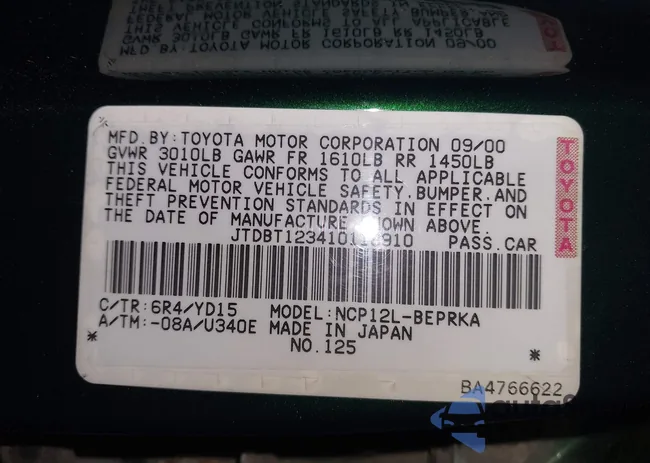 MFD.BY:TOYOTA MOTOR CORPORATION 09/00
GVWR 3010LB GAWR FR 1610LB RR 1450LB
THIS VEHICLE CONFORMS TO ALL APPLICABLE
FEDERAL MOTOR VEHICLE SAFETY,BUMPER,AND
THEFT PREVENTION STANDARDS IN EFFECT ON
THE DATE OF MANUFACTURE SHOWN ABOVE.
PASS.CAR
TOYOTA
C/TR:6R4/YD15 MODEL:NCP12L-BEPRKA
A/TM:-08A/U340E MADE IN JAPAN
NO.125
BA4766622